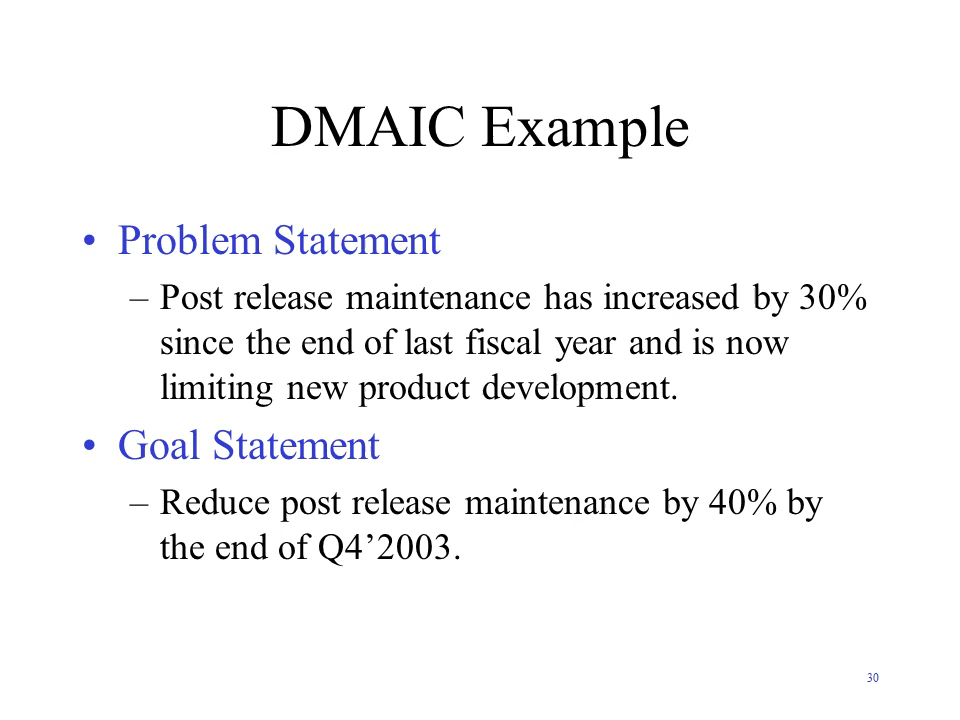 DMAIC Example
• Problem Statement
– Post release maintenance has increased by 30%
since the end of last fiscal year and is now
limiting new product development.
• Goal Statement
– Reduce post release maintenance by 40% by
the end of Q4’2003.
30